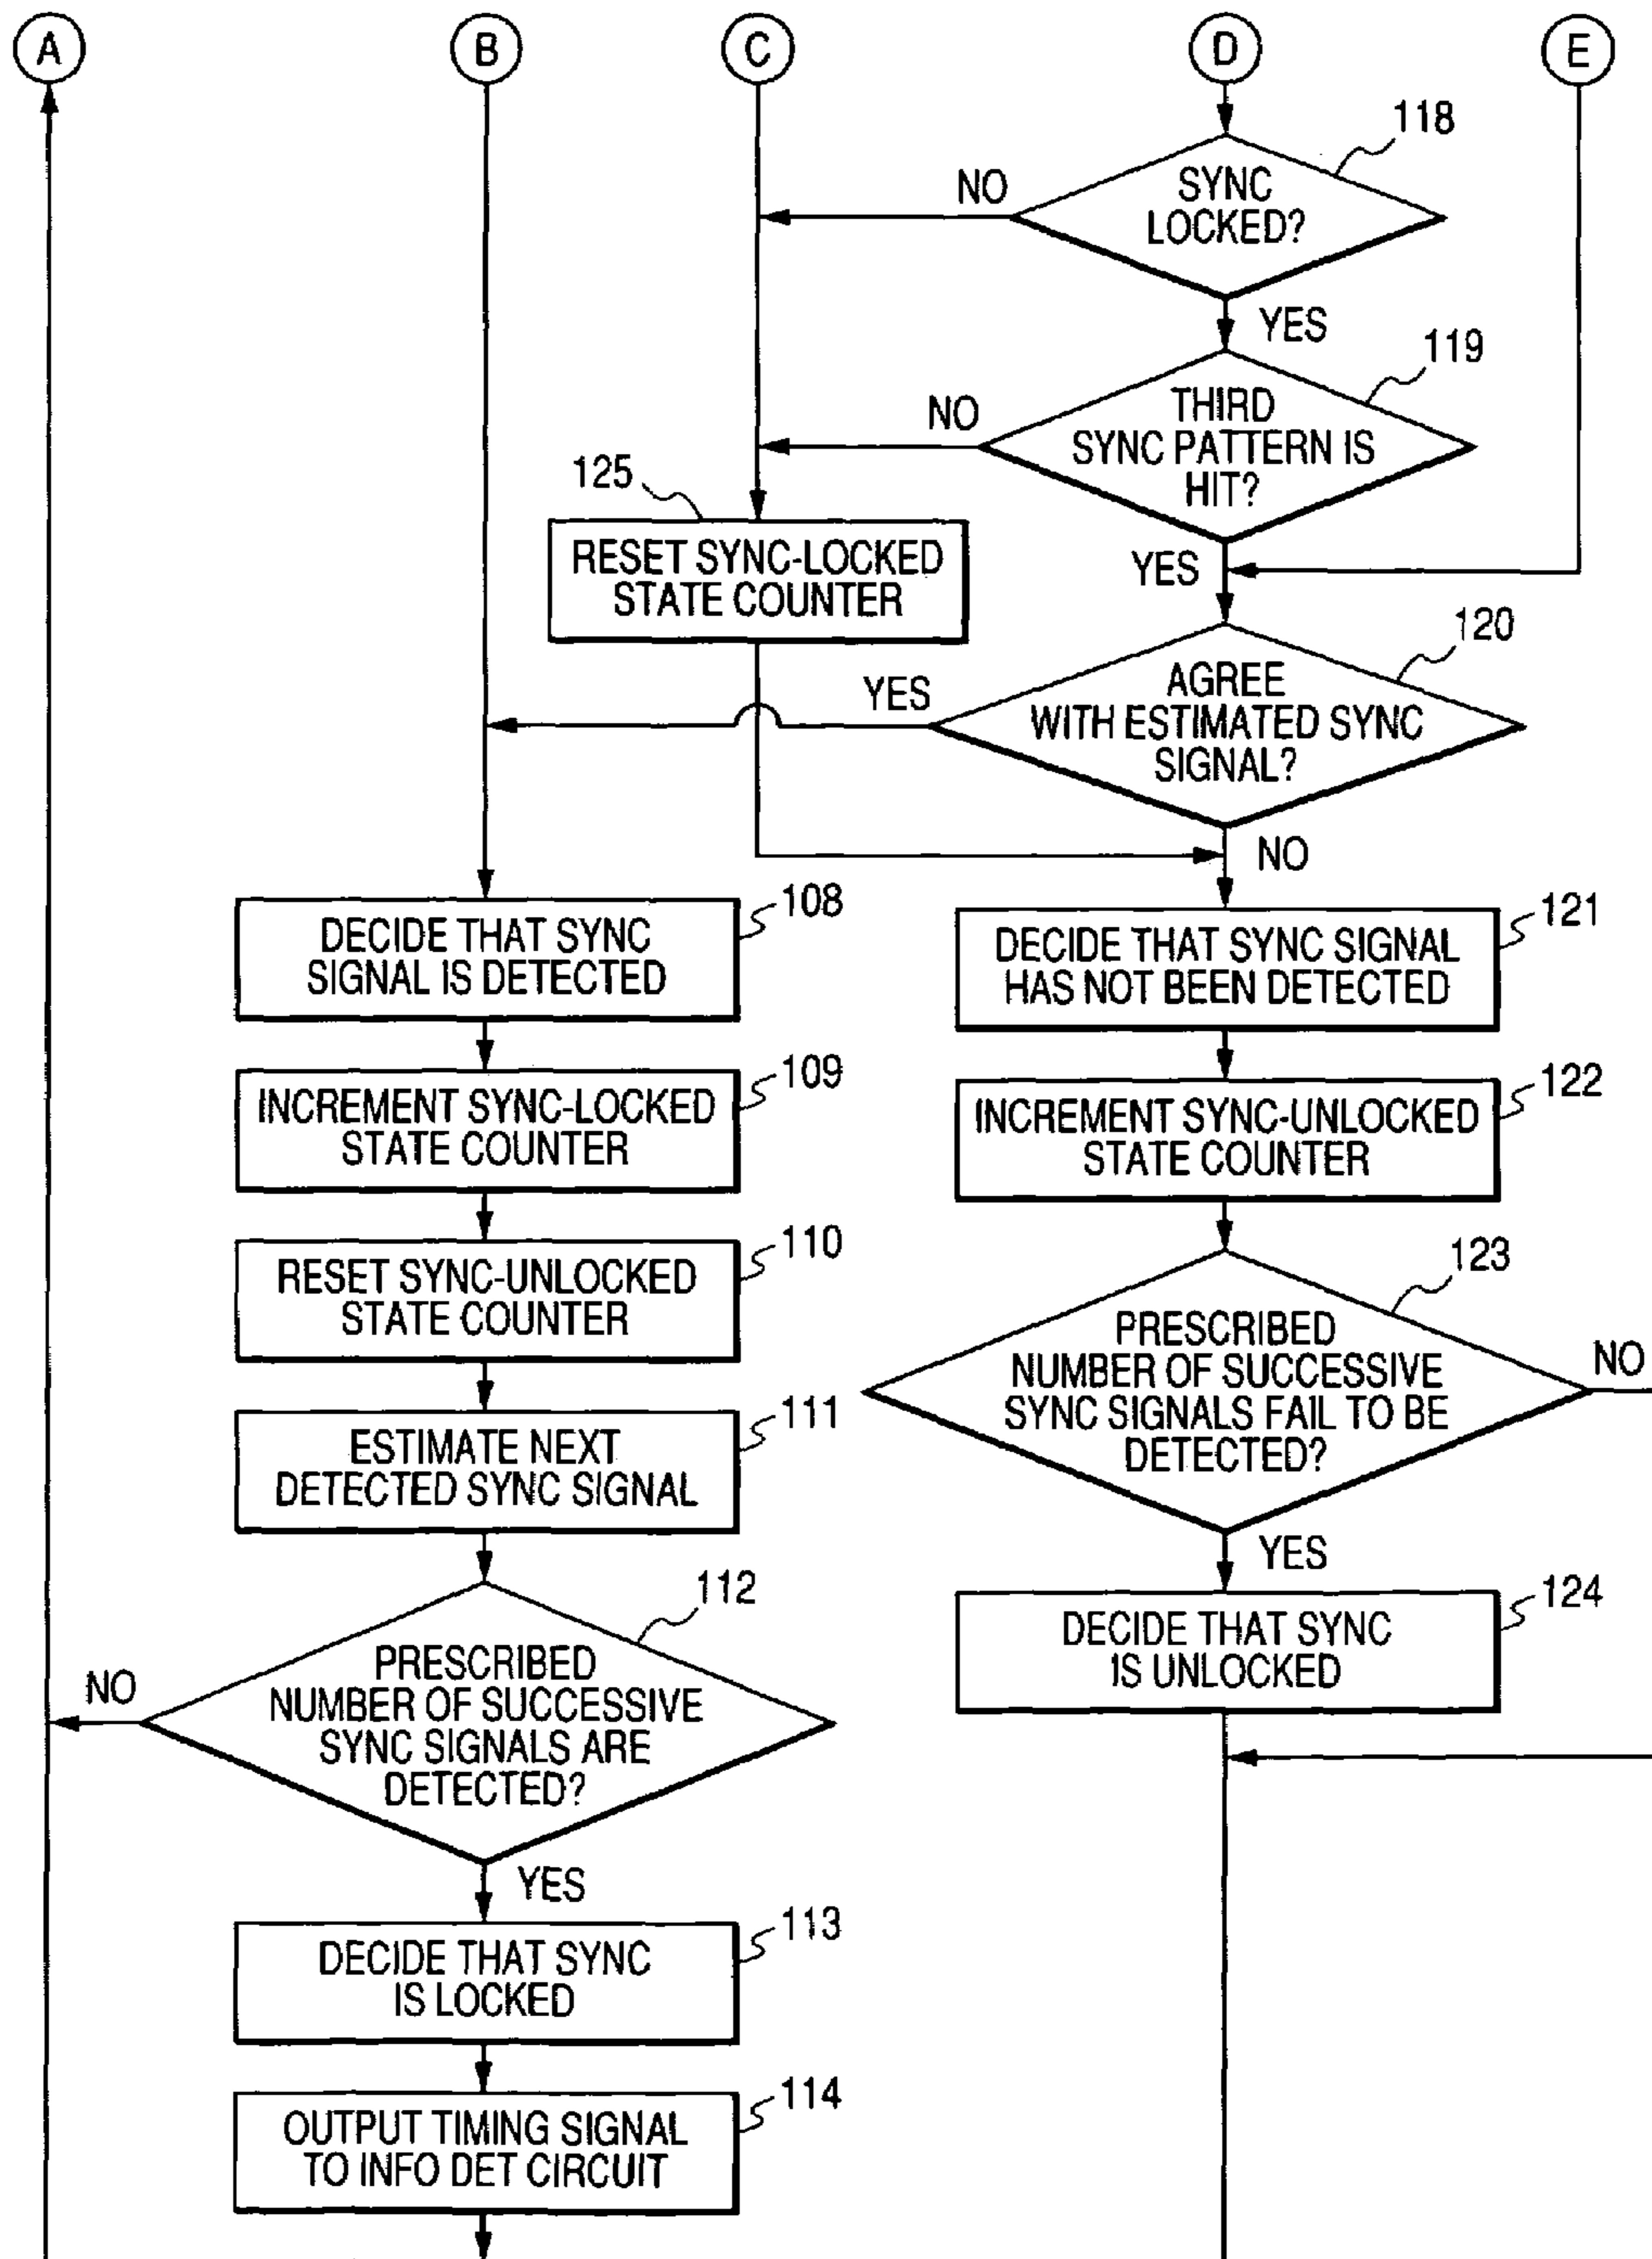 A
B
C
D
E
118
SYNC
LOCKED?
NO
YES
119
THIRD
SYNC PATTERN IS
HIT?
NO
YES
125
RESET SYNC-LOCKED
STATE COUNTER
120
AGREE
WITH ESTIMATED SYNC
SIGNAL?
YES
NO
108
DECIDE THAT SYNC
SIGNAL IS DETECTED
121
DECIDE THAT SYNC SIGNAL
HAS NOT BEEN DETECTED
109
INCREMENT SYNC-LOCKED
STATE COUNTER
122
INCREMENT SYNC-UNLOCKED
STATE COUNTER
110
RESET SYNC-UNLOCKED
STATE COUNTER
123
PRESCRIBED
NUMBER OF SUCCESSIVE
SYNC SIGNALS FAIL TO BE
DETECTED?
NO
YES
111
ESTIMATE NEXT
DETECTED SYNC SIGNAL
112
PRESCRIBED
NUMBER OF SUCCESSIVE
SYNC SIGNALS ARE
DETECTED?
NO
YES
124
DECIDE THAT SYNC
IS UNLOCKED
113
DECIDE THAT SYNC
IS LOCKED
114
OUTPUT TIMING SIGNAL
TO INFO DET CIRCUIT